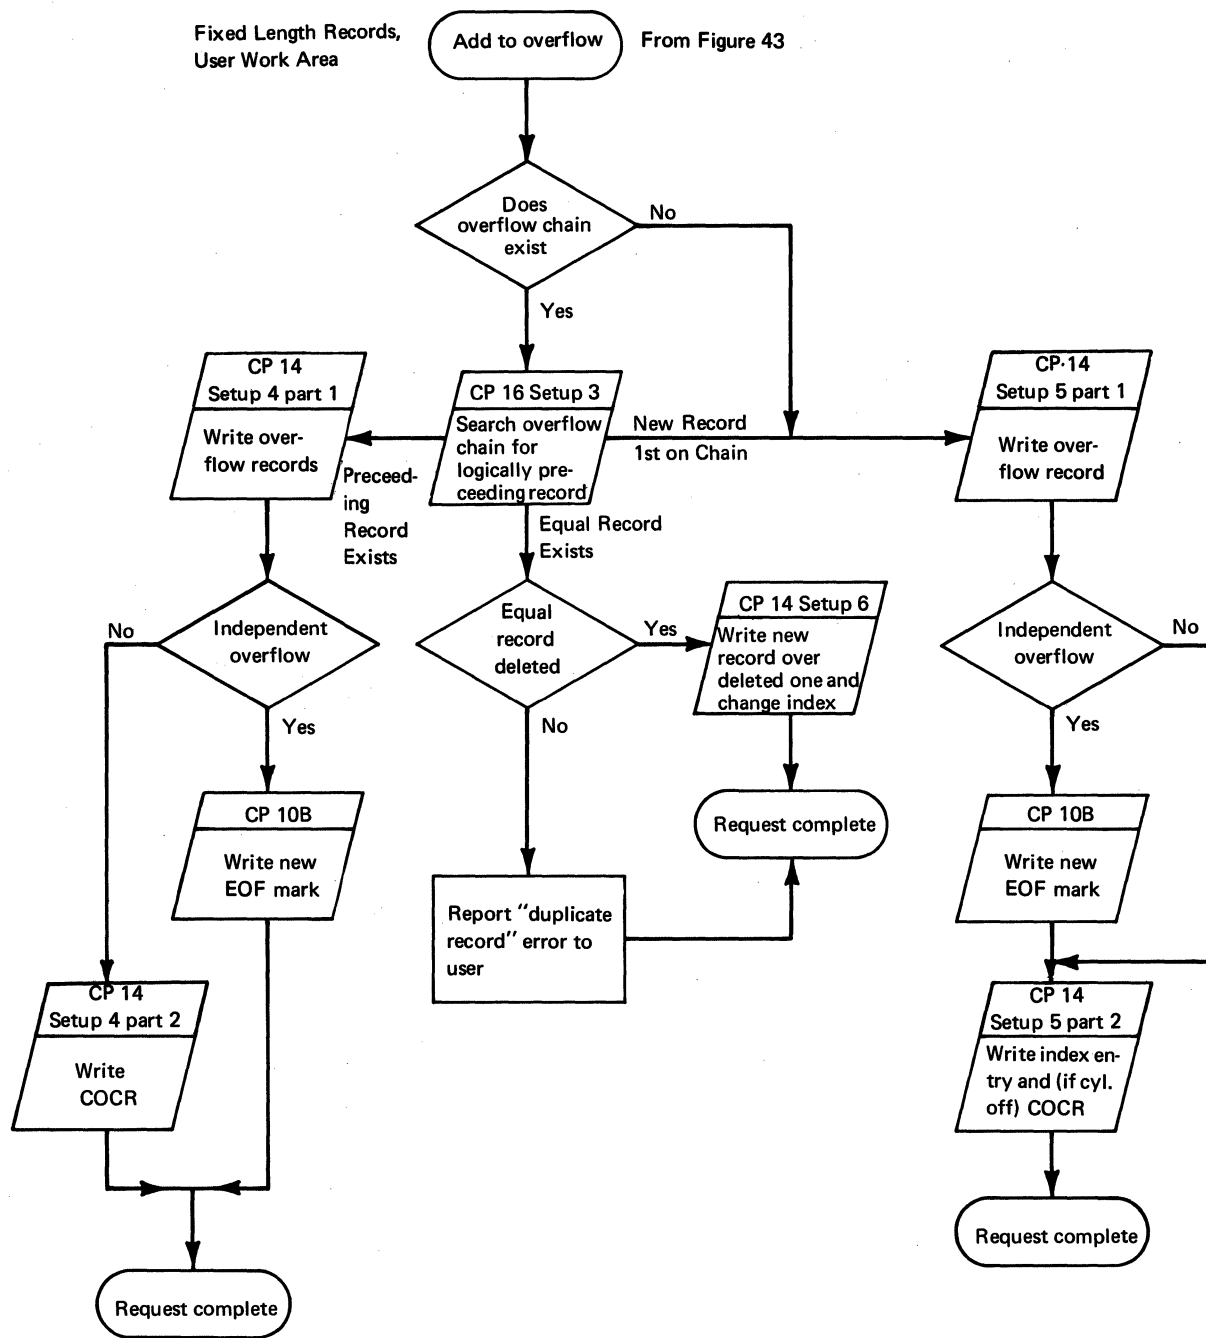 Fixed Length Records,
User Work Area
Add to overflow
From Figure 43
Does
overflow chain
exist
No
Yes
CP 14
Setup 4 part 1
Write over-
flow records
CP 16 Setup 3
Search overflow
chain for
logically pre-
ceeding record
New Record
1st on Chain
CP·14
Setup 5 part 1
Write over-
flow record
Preceed-
ing
Record
Exists
Equal Record
Exists
No
Independent
overflow
Yes
Equal
record
deleted
Yes
No
CP 14 Setup 6
Write new
record over
deleted one and
change index
Independent
overflow
No
Yes
CP 10B
Write new
EOF mark
Request complete
CP 10B
Write new
EOF mark
Report "duplicate
record" error to
user
CP 14
Setup 4 part 2
Write
COCR
CP 14
Setup 5 part 2
Write index en-
try and (if cyl.
off) COCR
Request complete
Request complete